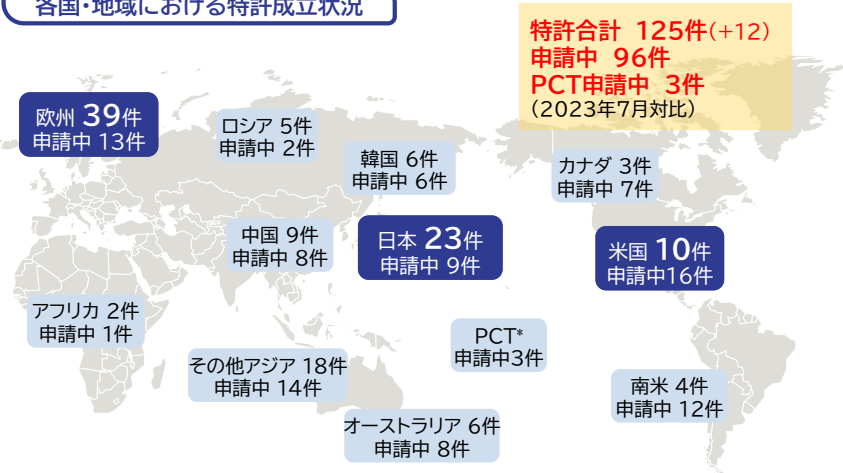 各国・地域における特許成立状況
特許合計 125件(+12)
申請中 96件
PCT申請中 3件
（2023年7月対比）
欧州 39件
申請中 13件
ロシア 5件
申請中 2件
韓国 6件
申請中 6件
カナダ 3件
申請中 7件
中国 9件
申請中 8件
日本 23件
申請中 9件
米国 10件
申請中16件
アフリカ 2件
申請中 1件
PCT*
申請中3件
その他アジア 18件
申請中 14件
南米 4件
申請中 12件
オーストラリア 6件
申請中 8件